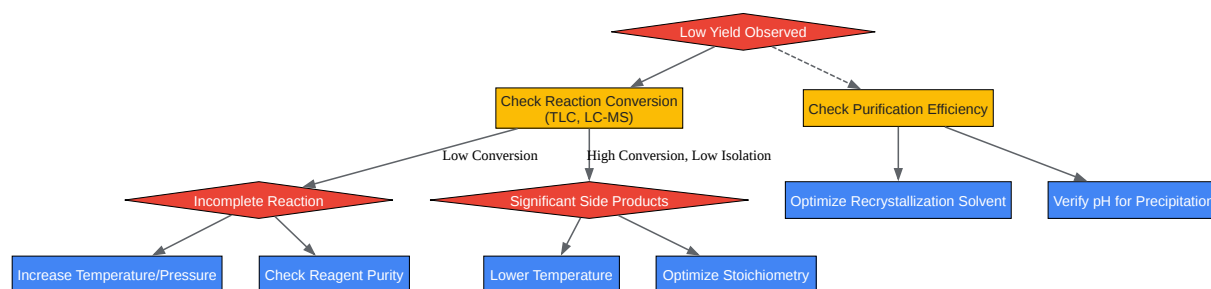 Low Yield Observed
Check Reaction Conversion
(TLC, LC-MS)
Check Purification Efficiency
Low Conversion
High Conversion, Low Isolation
Incomplete Reaction
Significant Side Products
Optimize Recrystallization Solvent
Verify pH for Precipitation
Increase Temperature/Pressure
Check Reagent Purity
Lower Temperature
Optimize Stoichiometry